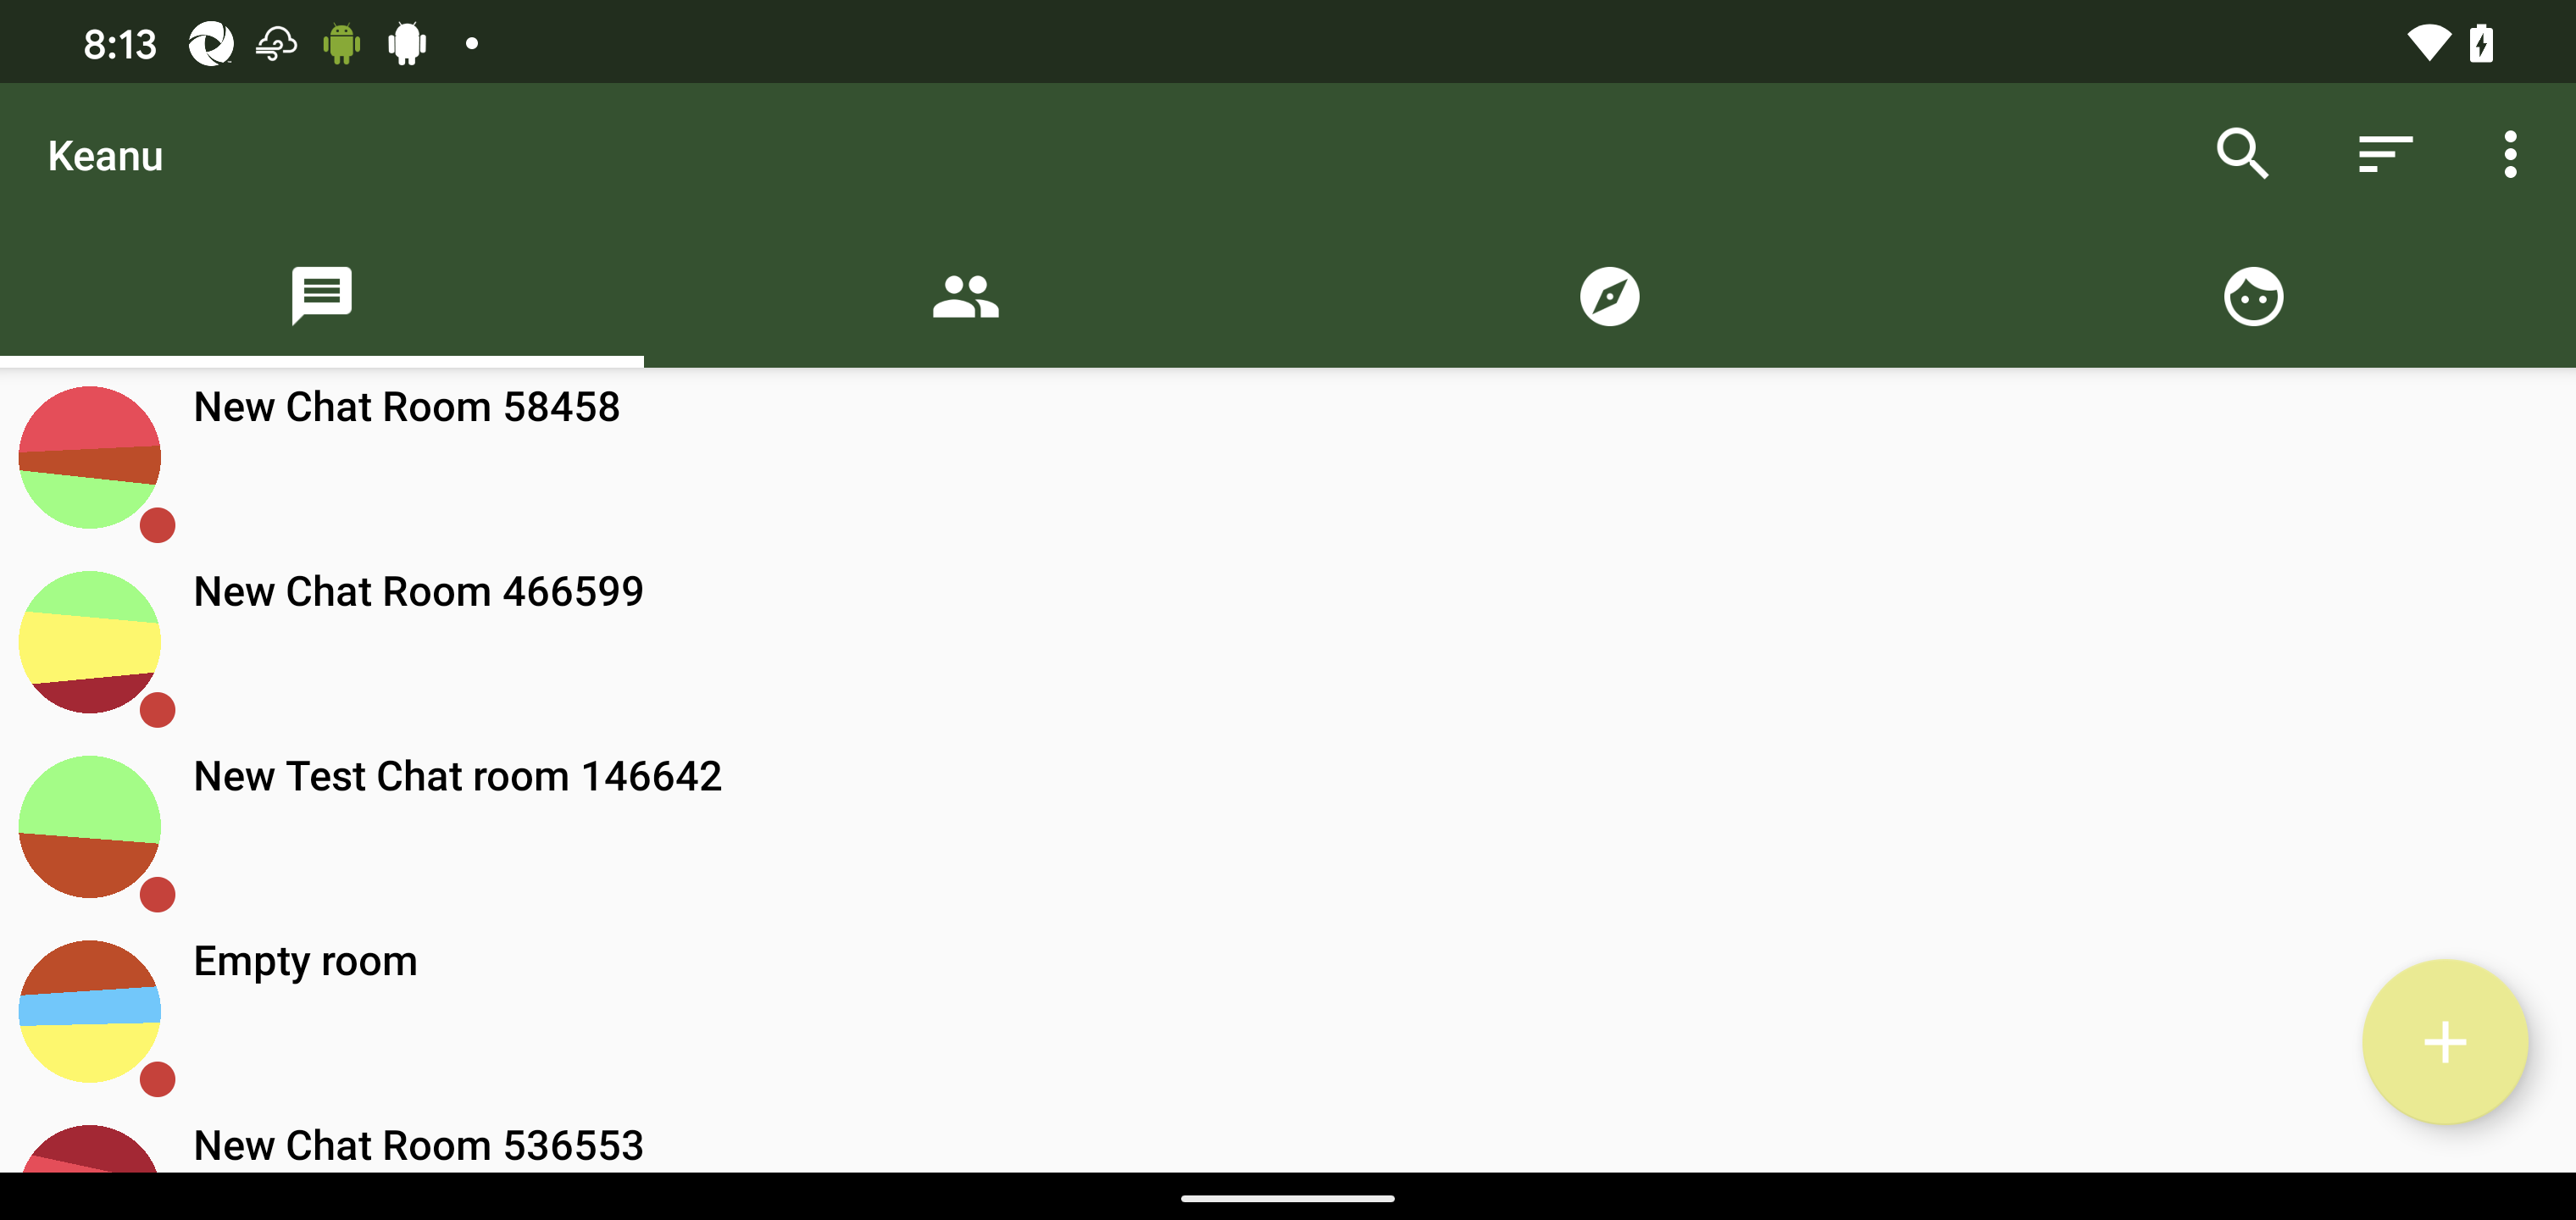 8:13
Keanu
New Chat Room 58458
New Chat Room 466599
New Test Chat room 146642
Empty room
New Chat Room 536553